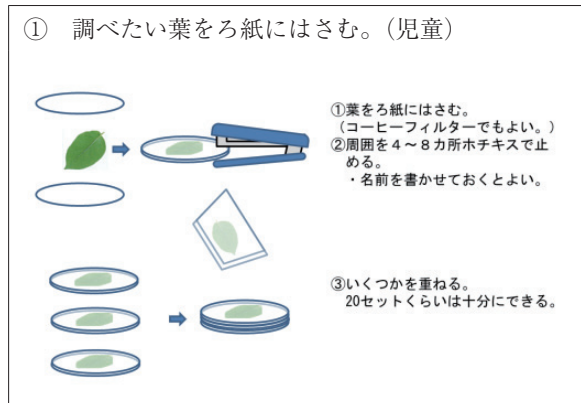 ① 調べたい葉をろ紙にはさむ。(児童)
①葉をろ紙にはさむ。
(コーヒーフィルターでもよい。)
②周囲を4~8カ所ホチキスで止
める。
・名前を書かせておくとよい。
③いくつかを重ねる。
20セットくらいは十分にできる。